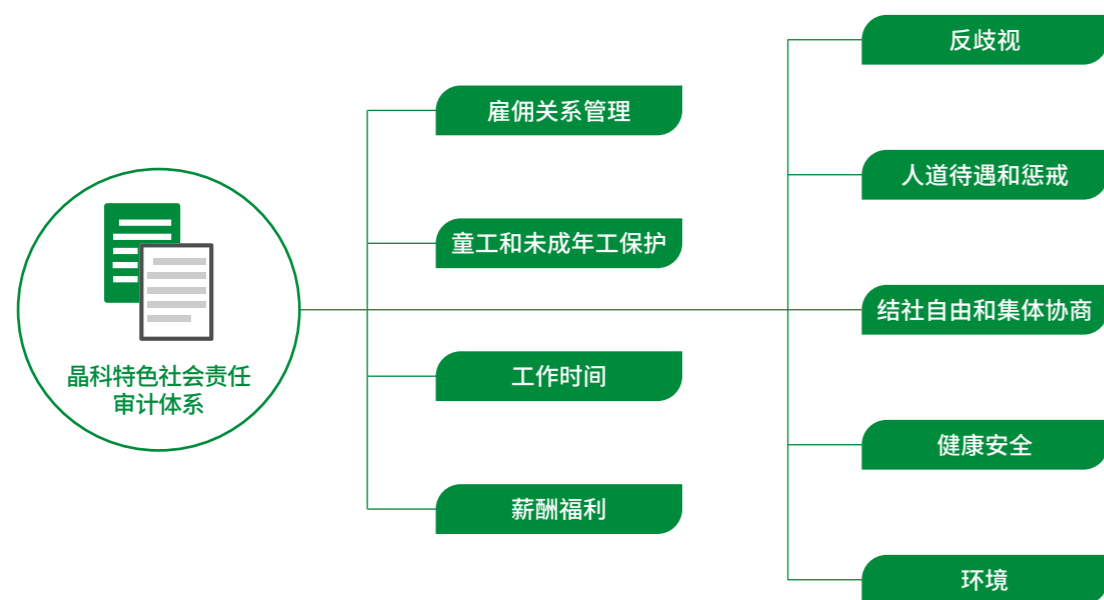 晶科特色社会责任
审计体系
雇佣关系管理
童工和未成年工保护
工作时间
薪酬福利
反歧视
人道待遇和惩戒
结社自由和集体协商
健康安全
环境